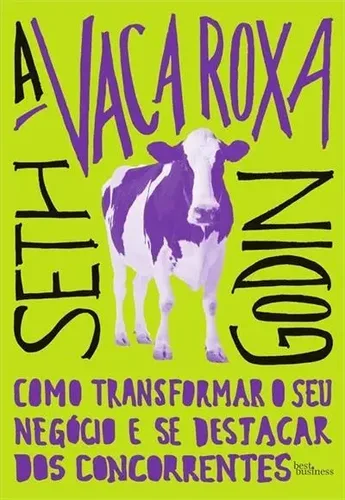 A VACA ROXA
SETH
GODIN
COMO TRANSFORMAR O SEU
NEGÓCIO E SE DESTACAR
DOS CONCORRENTES
best.
business